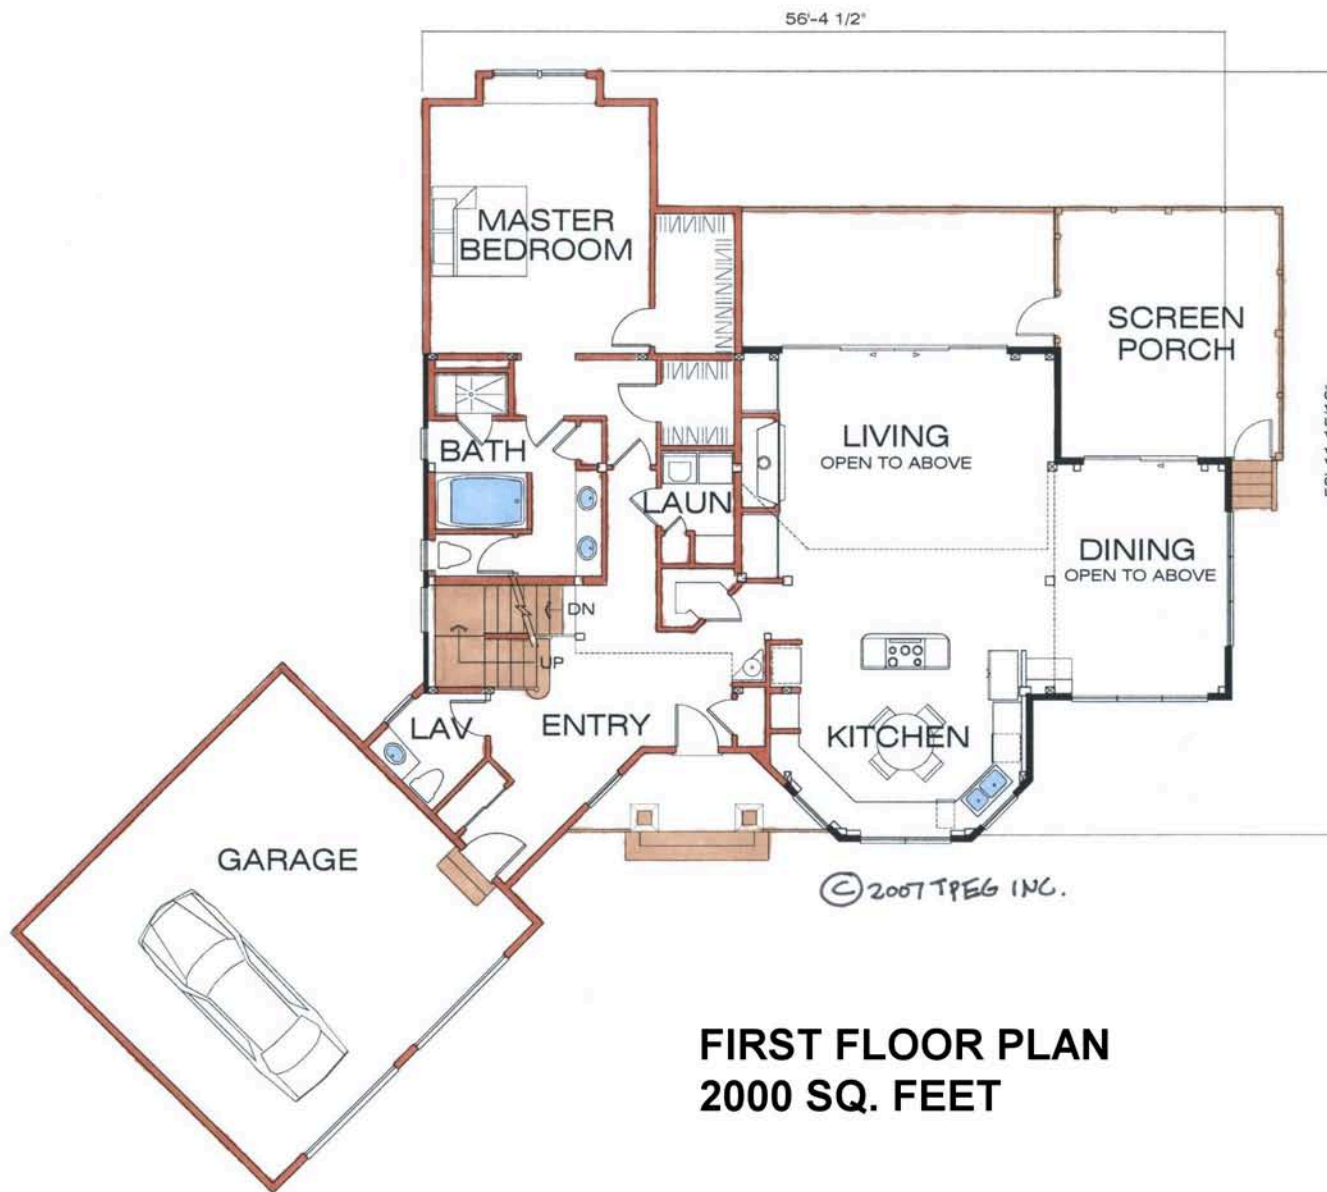 56'-4 1/2"
MASTER
BEDROOM
SCREEN
PORCH
BATH
LIVING
OPEN TO ABOVE
LAUN
DINING
OPEN TO ABOVE
DN
UP
LAV
ENTRY
KITCHEN
GARAGE
© 2007 TPEG INC.
FIRST FLOOR PLAN
2000 SQ. FEET